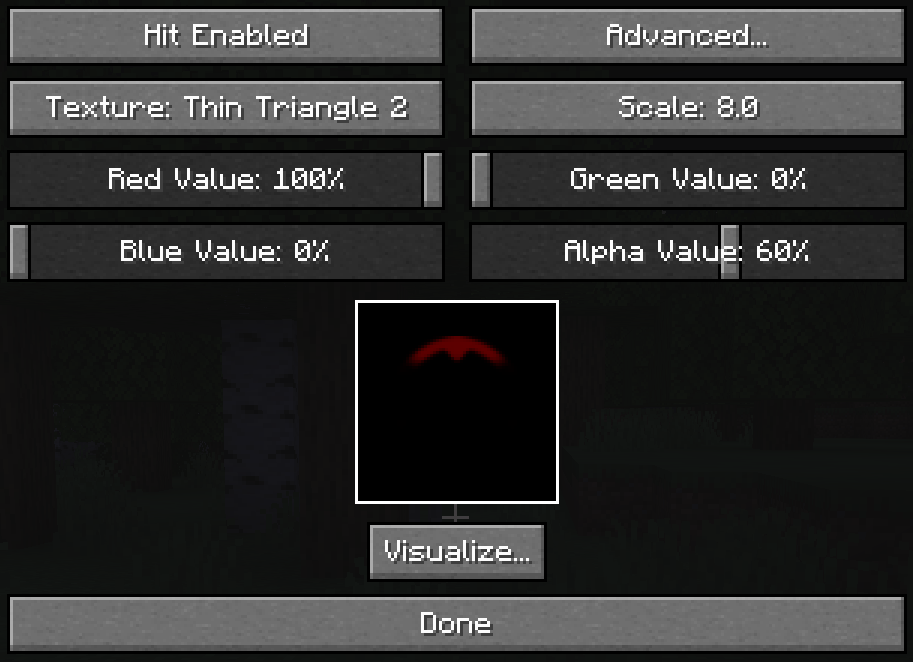 Hit Enabled
Advanced...
Texture: Thin Triangle 2
Scale: 8.0
Red Value: 100%
Green Value: 0%
Blue Value: 0%
Alpha Value: 60%
Visualize...
Done